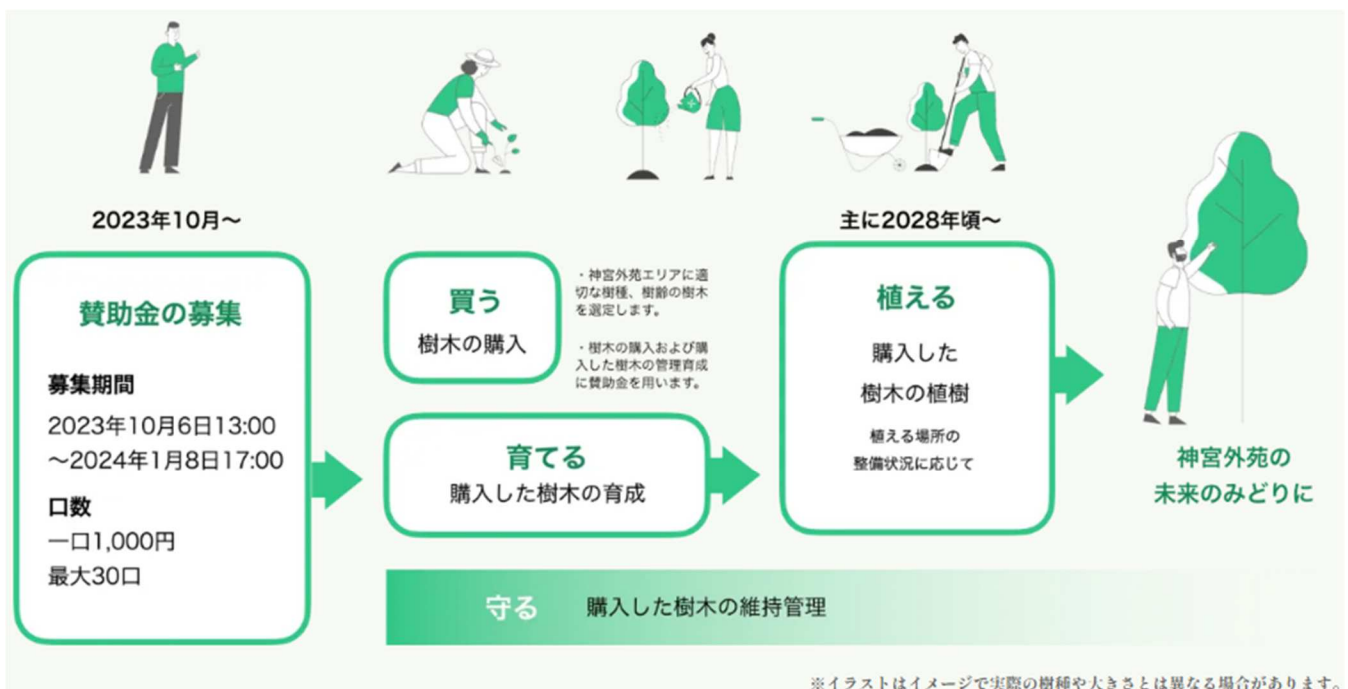 2023年10月〜
賛助金の募集
募集期間
2023年10月6日13:00
〜2024年1月8日17:00
口数
一口1,000円
最大30口
買う
樹木の購入
・神宮外苑エリアに適
切な樹種、樹齢の樹木
を選定します。
・樹木の購入および購
入した樹木の管理育成
に賛助金を用います。
育てる
購入した樹木の育成
主に2028年頃〜
植える
購入した
樹木の植樹
植える場所の
整備状況に応じて
神宮外苑の
未来のみどりに
守る 購入した樹木の維持管理
※イラストはイメージで実際の樹種や大きさとは異なる場合があります。